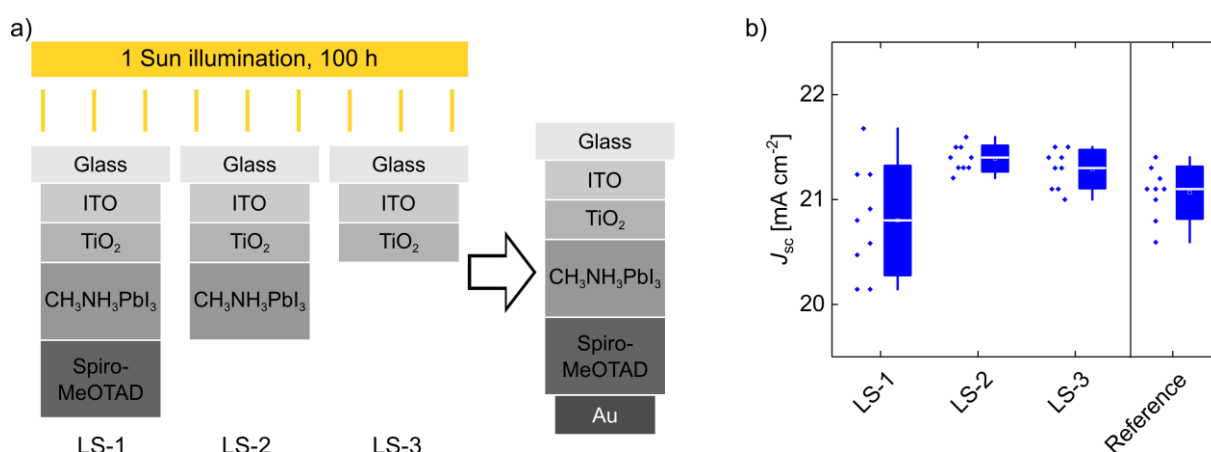 a)
1 Sun illumination, 100 h
Glass
ITO
TiO₂
CH₃NH₃PbI₃
Spiro-
MeOTAD
LS-1
Glass
ITO
TiO₂
CH₃NH₃PbI₃
LS-2
Glass
ITO
TiO₂
LS-3
Glass
ITO
TiO₂
CH₃NH₃PbI₃
Spiro-
MeOTAD
Au
b)
J_sc [mA cm⁻²]
22
21
20
LS-1
LS-2
LS-3
Reference